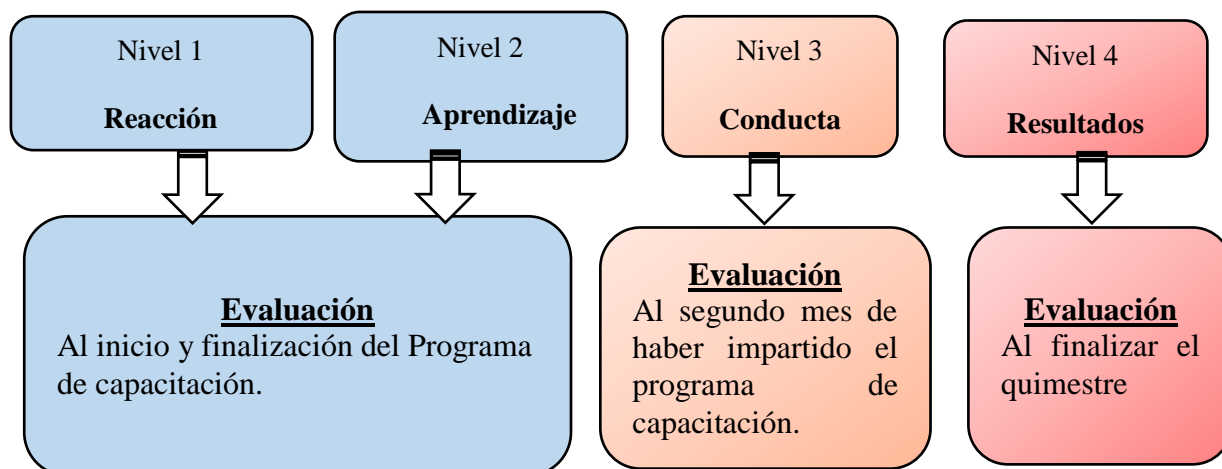 Nivel 1
Reacción
Nivel 2
Aprendizaje
Nivel 3
Conducta
Nivel 4
Resultados
Evaluación
Al inicio y finalización del Programa
de capacitación.
Evaluación
Al segundo mes de
haber impartido el
programa de
capacitación.
Evaluación
Al finalizar el
quimestre